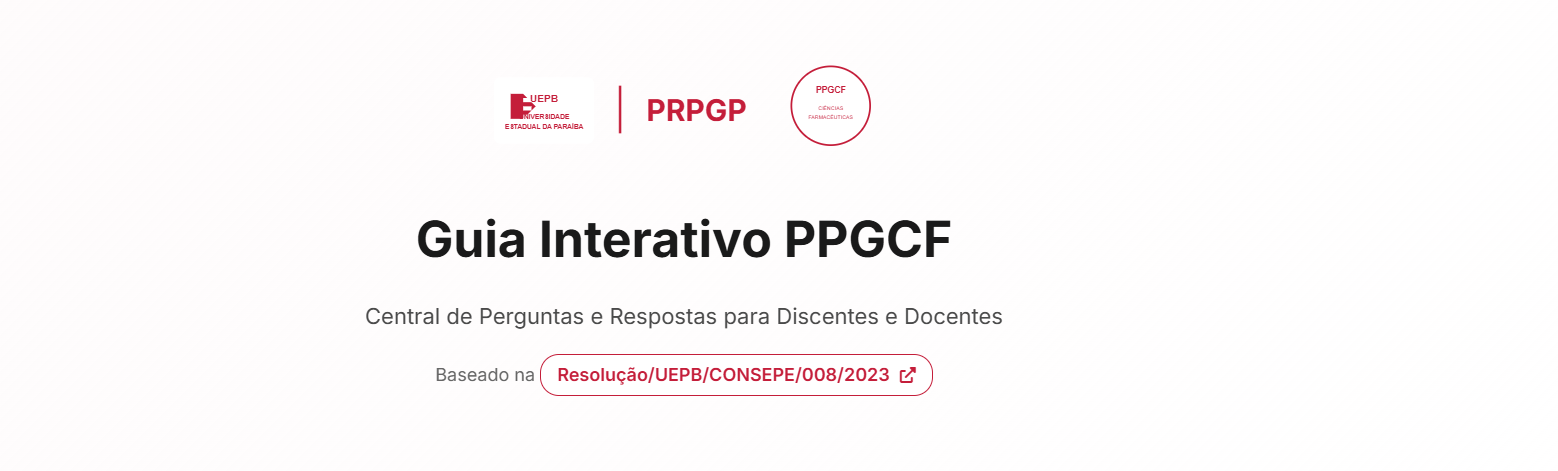 UEPB
NIVERSIDADE
ESTADUAL DA PARAÍBA
PRPGP
PPGCF
CIÊNCIAS
FARMACÊUTICAS
Guia Interativo PPGCF
Central de Perguntas e Respostas para Discentes e Docentes
Baseado na Resolução/UEPB/CONSEPE/008/2023